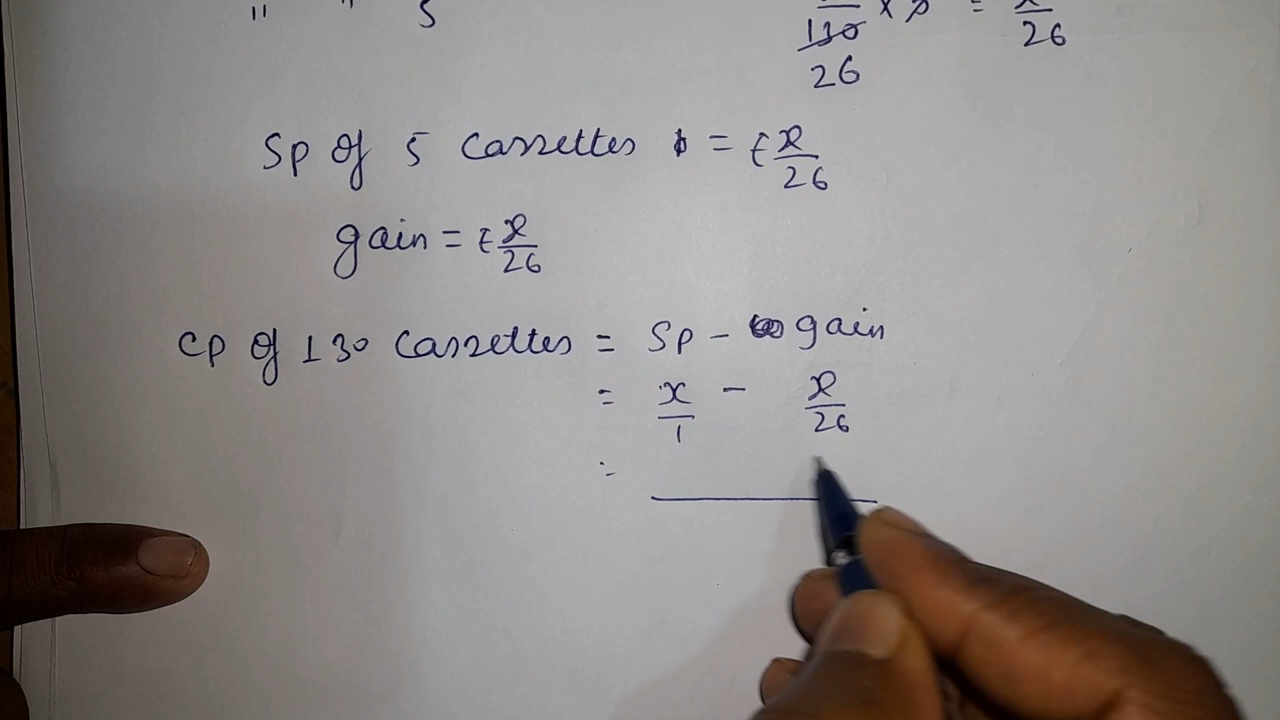 " " 5
130 × 5 = x/26
26
Sp of 5 Cassettes = ₹ x/26
gain = ₹ x/26
CP of 130 Cassettes = Sp - gain
= x/1 - x/26
=